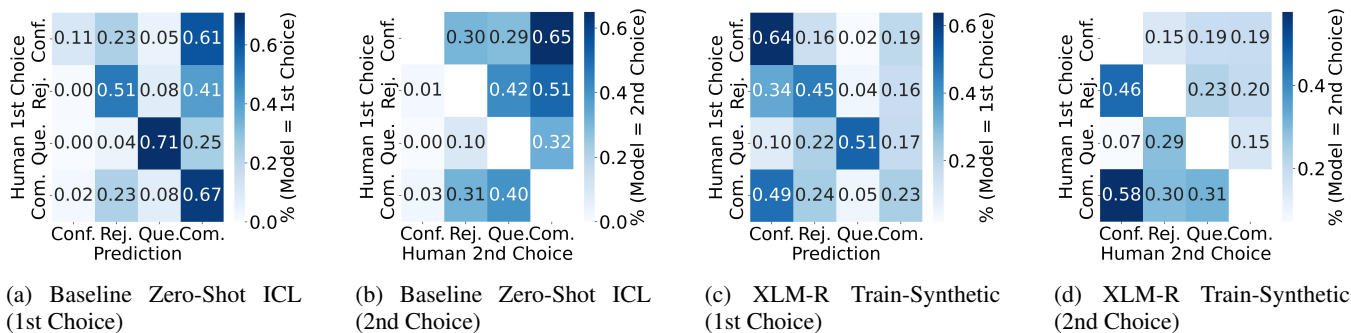 Human 1st Choice
Conf.
Rej.
Que.
Com.
0.11 0.23 0.05 0.61
0.00 0.51 0.08 0.41
0.00 0.04 0.71 0.25
0.02 0.23 0.08 0.67
Conf. Rej. Que. Com.
Prediction
0.6
0.4
0.2
0.0
% (Model = 1st Choice)
(a) Baseline Zero-Shot ICL
(1st Choice)
Human 1st Choice
Conf.
Rej.
Que.
Com.
0.30 0.29 0.65
0.01 0.42 0.51
0.00 0.10 0.32
0.03 0.31 0.40
Conf. Rej. Que. Com.
Human 2nd Choice
0.6
0.4
0.2
0.0
% (Model = 2nd Choice)
(b) Baseline Zero-Shot ICL
(2nd Choice)
Human 1st Choice
Conf.
Rej.
Que.
Com.
0.64 0.16 0.02 0.19
0.34 0.45 0.04 0.16
0.10 0.22 0.51 0.17
0.49 0.24 0.05 0.23
Conf. Rej. Que. Com.
Prediction
0.6
0.4
0.2
% (Model = 1st Choice)
(c) XLM-R Train-Synthetic
(1st Choice)
Human 1st Choice
Conf.
Rej.
Que.
Com.
0.15 0.19 0.19
0.46 0.23 0.20
0.07 0.29 0.15
0.58 0.30 0.31
Conf. Rej. Que. Com.
Human 2nd Choice
0.4
0.2
% (Model = 2nd Choice)
(d) XLM-R Train-Synthetic
(2nd Choice)